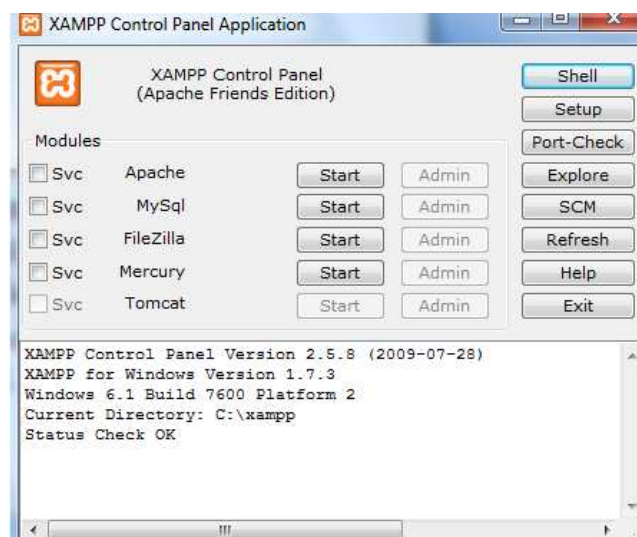 XAMPP Control Panel Application
XAMPP Control Panel
(Apache Friends Edition)
Shell
Setup
Modules
Port-Check
Svc Apache Start Admin Explore
Svc MySql Start Admin SCM
Svc FileZilla Start Admin Refresh
Svc Mercury Start Admin Help
Svc Tomcat Start Admin Exit
XAMPP Control Panel Version 2.5.8 (2009-07-28)
XAMPP for Windows Version 1.7.3
Windows 6.1 Build 7600 Platform 2
Current Directory: C:\xampp
Status Check OK